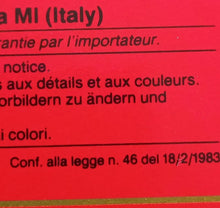 a MI (Italy)
rantie par l'importateur.
notice.
s aux détails et aux couleurs.
orbildern zu ändern und
i colori.
Conf. alla legge n. 46 del 18/2/1983